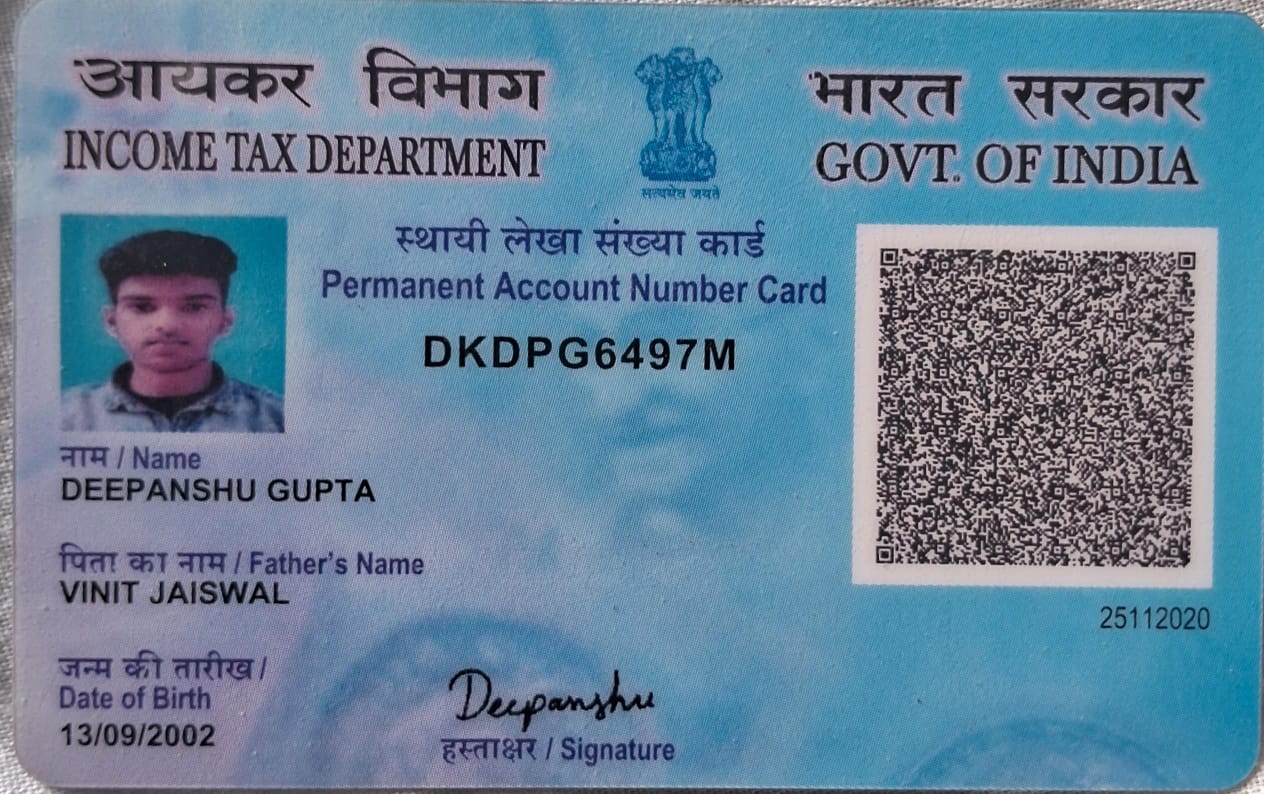 आयकर विभाग
INCOME TAX DEPARTMENT
सत्यमेव जयते
भारत सरकार
GOVT. OF INDIA
स्थायी लेखा संख्या कार्ड
Permanent Account Number Card
DKDPG6497M
नाम / Name
DEEPANSHU GUPTA
पिता का नाम / Father's Name
VINIT JAISWAL
25112020
जन्म की तारीख /
Date of Birth
13/09/2002
Deepanshu
हस्ताक्षर / Signature